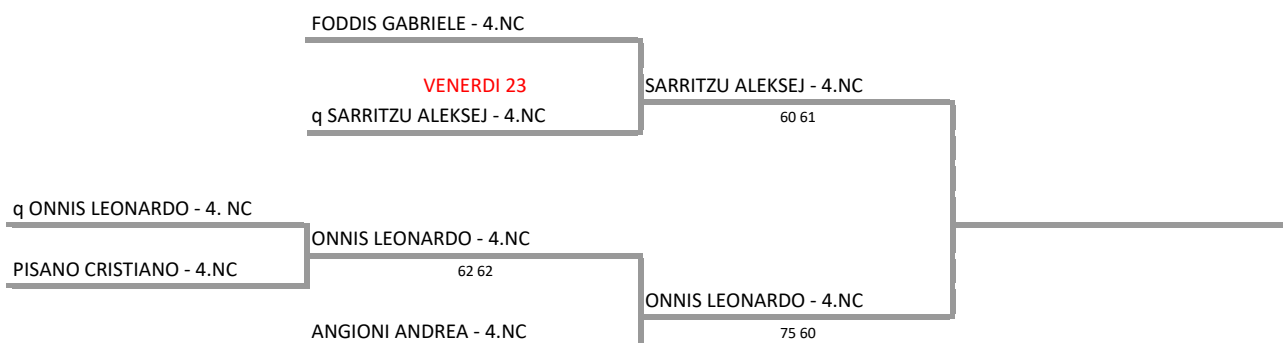 FODDIS GABRIELE - 4.NC
VENERDI 23
SARRITZU ALEKSEJ - 4.NC
q SARRITZU ALEKSEJ - 4.NC
60 61
q ONNIS LEONARDO - 4. NC
ONNIS LEONARDO - 4.NC
PISANO CRISTIANO - 4.NC
62 62
ONNIS LEONARDO - 4.NC
ANGIONI ANDREA - 4.NC
75 60